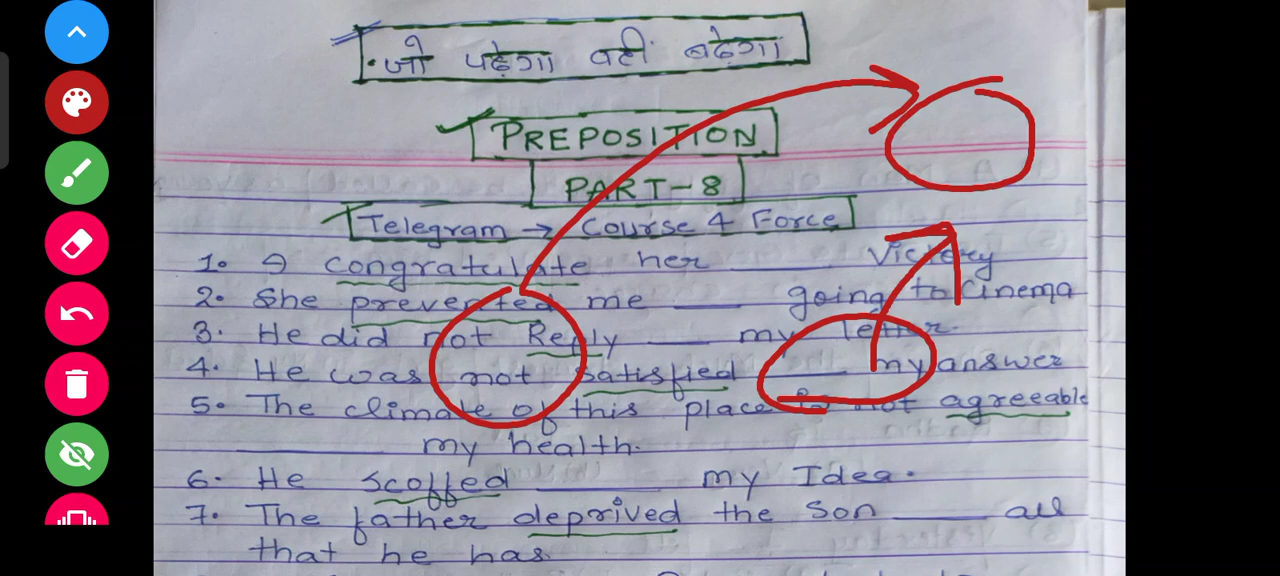 जो पढ़ेगा वही बढ़ेगा
PREPOSITION
PART-8
Telegram → Course 4 Force
1. I congratulate her ____ Victory
2. She prevented me ____ going to Cinema
3. He did not Reply ____ my letter.
4. He was not satisfied ____ my answer
5. The climate of this place is not agreeable
____ my health.
6. He scoffed ____ my Idea.
7. The father deprived the Son ____ all
that he has